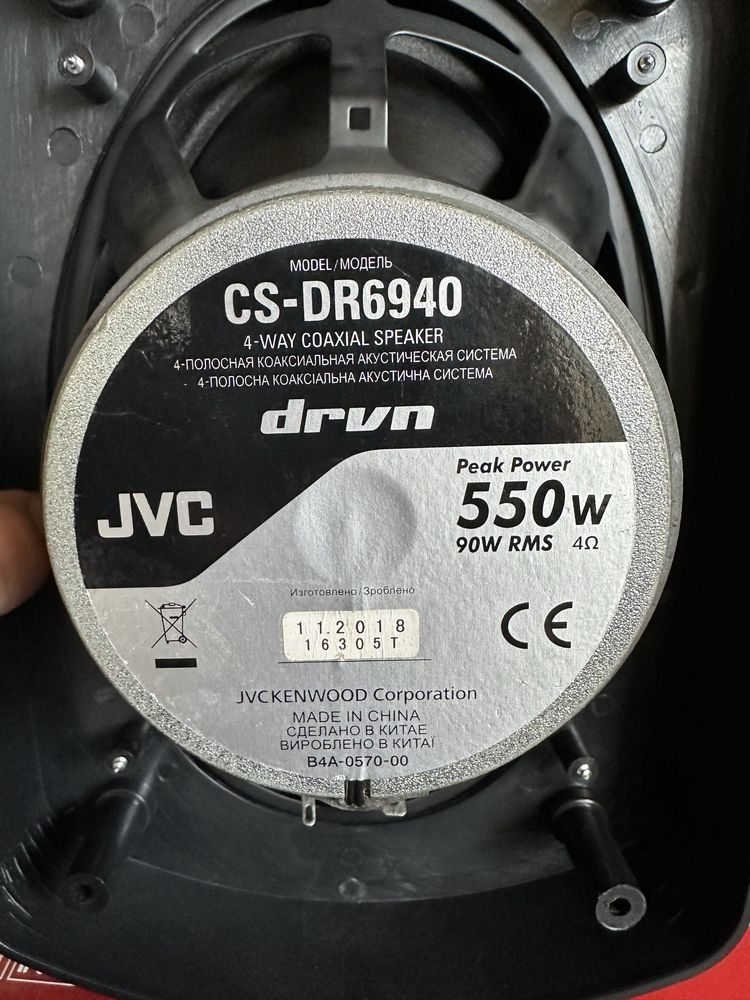 MODEL/МОДЕЛЬ
CS-DR6940
4-WAY COAXIAL SPEAKER
4-ПОЛОСНАЯ КОАКСИАЛЬНАЯ АКУСТИЧЕСКАЯ СИСТЕМА
4-ПОЛОСНА КОАКСІАЛЬНА АКУСТИЧНА СИСТЕМА
drvn
JVC
Peak Power
550W
90W RMS 4Ω
Изготовлено/Зроблено
11.2018
16305T
CE
JVCKENWOOD Corporation
MADE IN CHINA
СДЕЛАНО В КИТАЕ
ВИРОБЛЕНО В КИТАЇ
B4A-0570-00